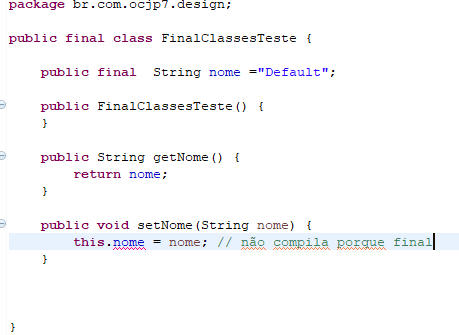 package br.com.ocjp7.design;
public final class FinalClassesTeste {
public final  String nome ="Default";
public FinalClassesTeste() {
}
public String getNome() {
return nome;
}
public void setNome(String nome) {
this.nome = nome; // não compila porque final
}
}